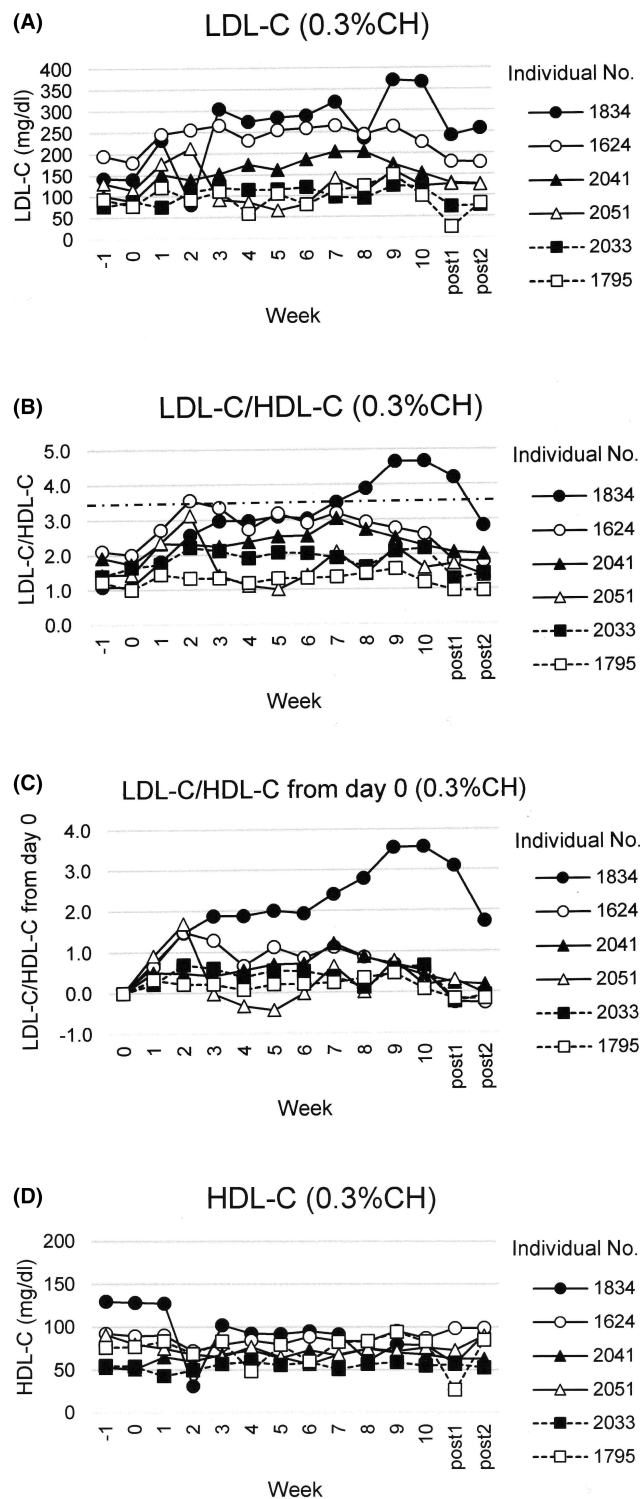 (A)
LDL-C (0.3%CH)
LDL-C (mg/dl)
400
350
300
250
200
150
100
50
0
-1 0 1 2 3 4 5 6 7 8 9 10 post1 post2
Week
Individual No.
1834
1624
2041
2051
2033
1795
(B)
LDL-C/HDL-C (0.3%CH)
LDL-C/HDL-C
5.0
4.0
3.0
2.0
1.0
0.0
-1 0 1 2 3 4 5 6 7 8 9 10 post1 post2
Week
Individual No.
1834
1624
2041
2051
2033
1795
(C)
LDL-C/HDL-C from day 0 (0.3%CH)
LDL-C/HDL-C from day 0
4.0
3.0
2.0
1.0
0.0
-1.0
0 1 2 3 4 5 6 7 8 9 10 post1 post2
Week
Individual No.
1834
1624
2041
2051
2033
1795
(D)
HDL-C (0.3%CH)
HDL-C (mg/dl)
200
150
100
50
0
-1 0 1 2 3 4 5 6 7 8 9 10 post1 post2
Week
Individual No.
1834
1624
2041
2051
2033
1795